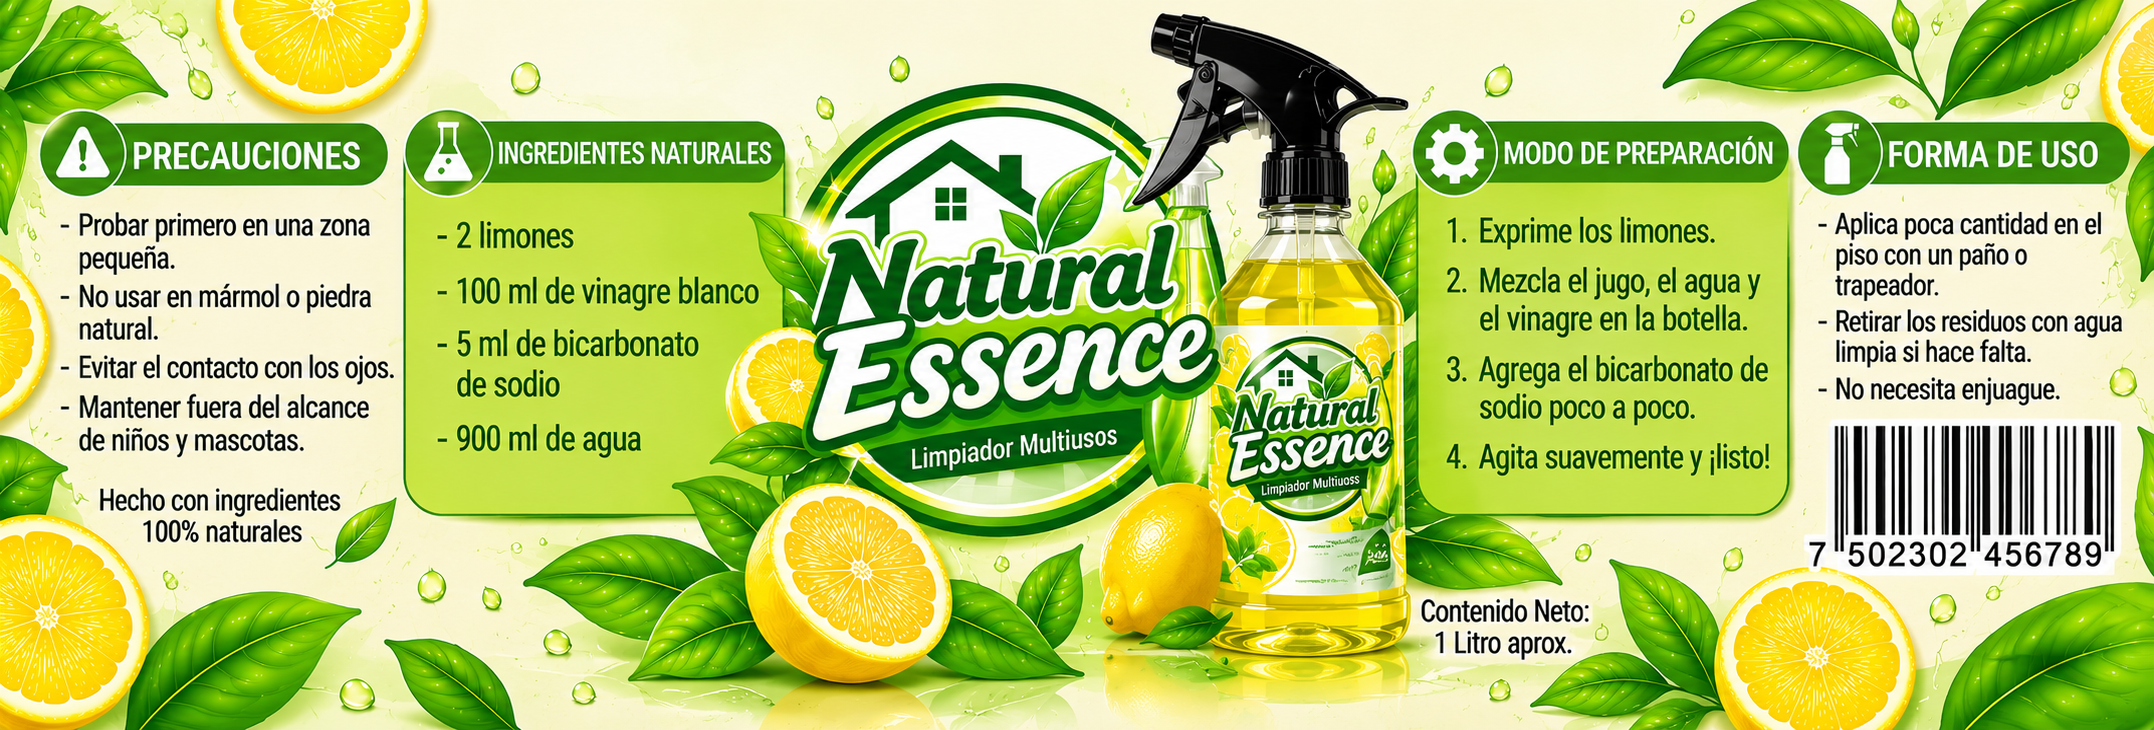 PRECAUCIONES
- Probar primero en una zona
pequeña.
- No usar en mármol o piedra
natural.
- Evitar el contacto con los ojos.
- Mantener fuera del alcance
de niños y mascotas.
Hecho con ingredientes
100% naturales
INGREDIENTES NATURALES
- 2 limones
- 100 ml de vinagre blanco
- 5 ml de bicarbonato
de sodio
- 900 ml de agua
Natural
Essence
Limpiador Multiusos
Natural
Essence
Limpiador Multiuoss
MODO DE PREPARACIÓN
1. Exprime los limones.
2. Mezcla el jugo, el agua y
el vinagre en la botella.
3. Agrega el bicarbonato de
sodio poco a poco.
4. Agita suavemente y ¡listo!
Contenido Neto:
1 Litro aprox.
FORMA DE USO
- Aplica poca cantidad en el
piso con un paño o
trapeador.
- Retirar los residuos con agua
limpia si hace falta.
- No necesita enjuague.
7 502302 456789